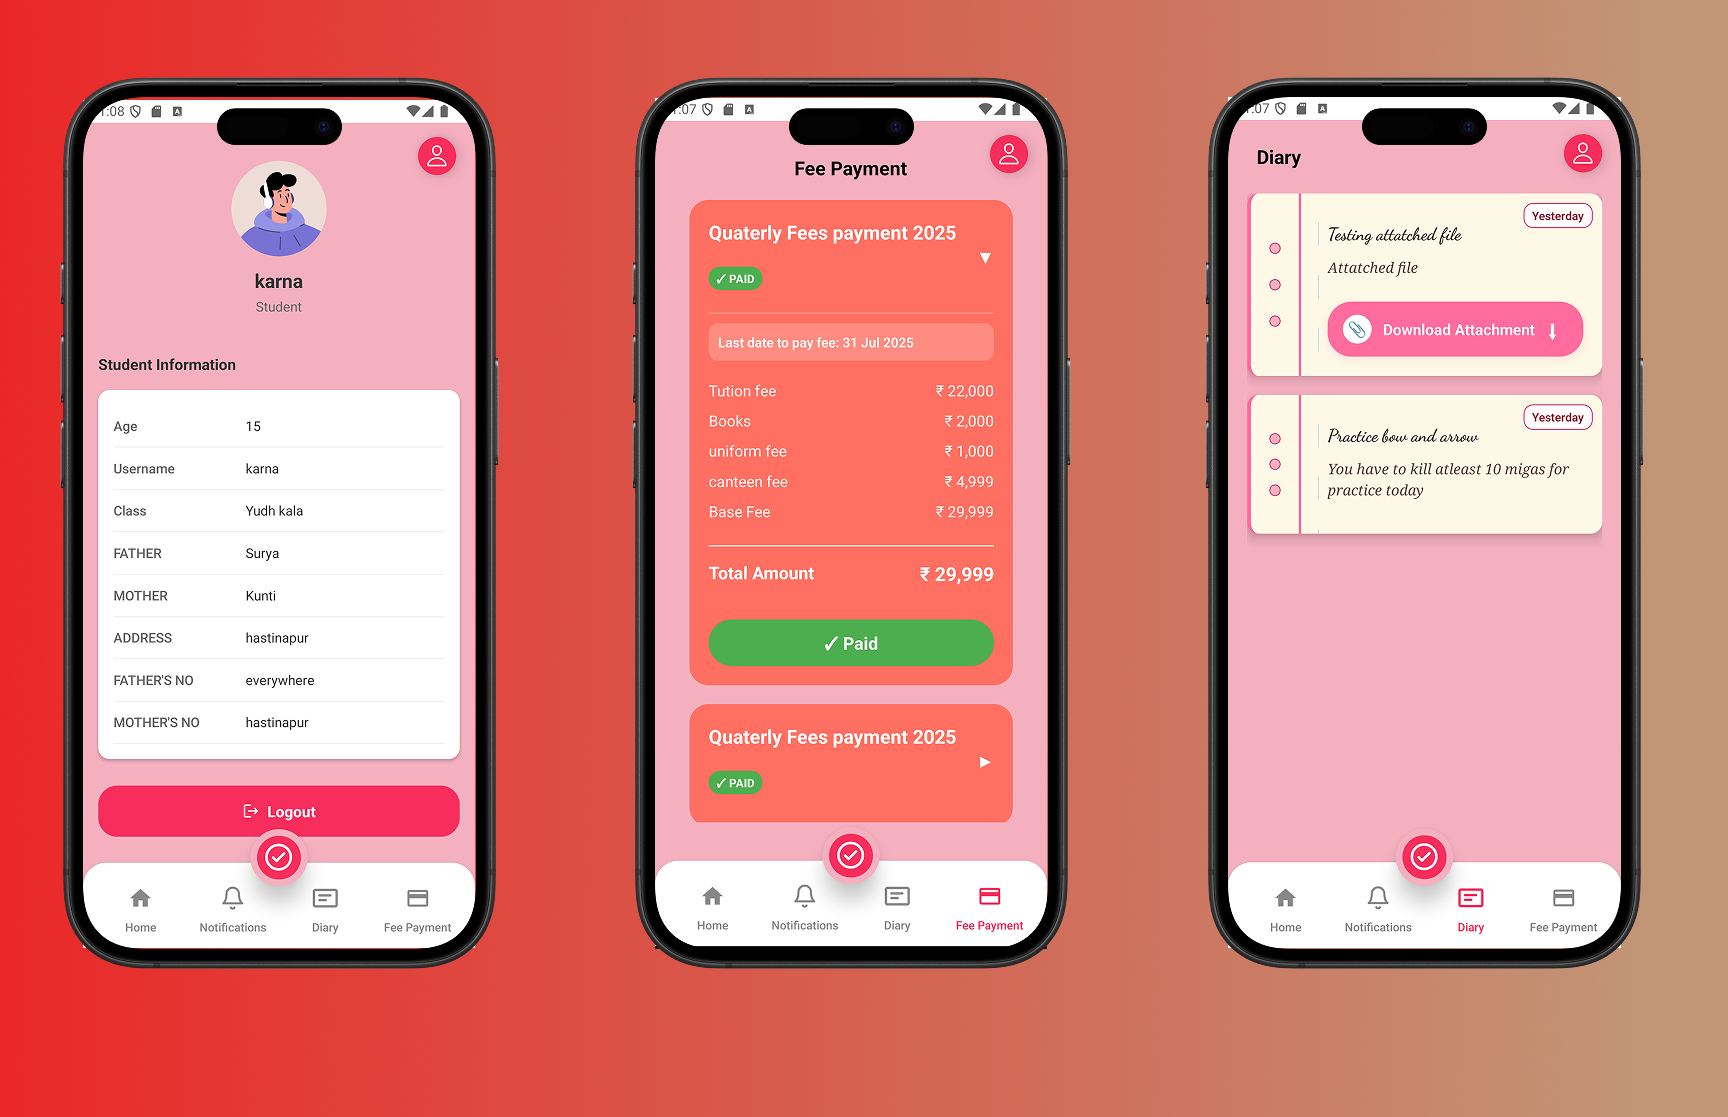 :08
karna
Student
Student Information
Age 15
Username karna
Class Yudh kala
FATHER Surya
MOTHER Kunti
ADDRESS hastinapur
FATHER'S NO everywhere
MOTHER'S NO hastinapur
Logout
Home Notifications Diary Fee Payment
:07
Fee Payment
Quaterly Fees payment 2025
▼
✓ PAID
Last date to pay fee: 31 Jul 2025
Tution fee ₹ 22,000
Books ₹ 2,000
uniform fee ₹ 1,000
canteen fee ₹ 4,999
Base Fee ₹ 29,999
Total Amount ₹ 29,999
✓ Paid
Quaterly Fees payment 2025
▶
✓ PAID
Home Notifications Diary Fee Payment
:07
Diary
Yesterday
Testing attatched file
Attatched file
Download Attachment
Yesterday
Practice bow and arrow
You have to kill atleast 10 migas for
practice today
Home Notifications Diary Fee Payment